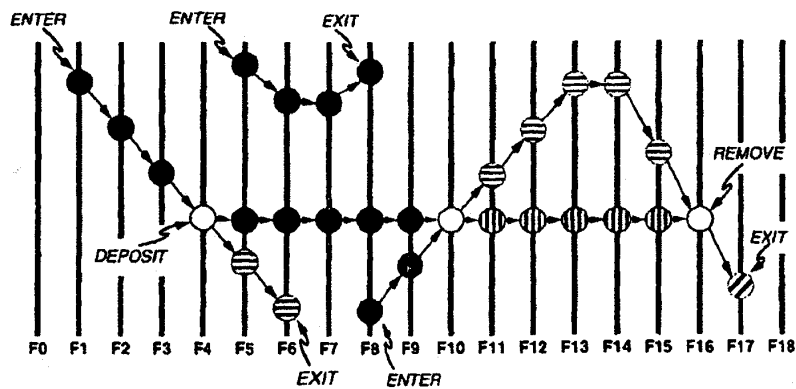 ENTER
ENTER
EXIT
REMOVE
DEPOSIT
EXIT
F0 F1 F2 F3 F4 F5 F6 F7 F8 F9 F10 F11 F12 F13 F14 F15 F16 F17 F18
EXIT
ENTER